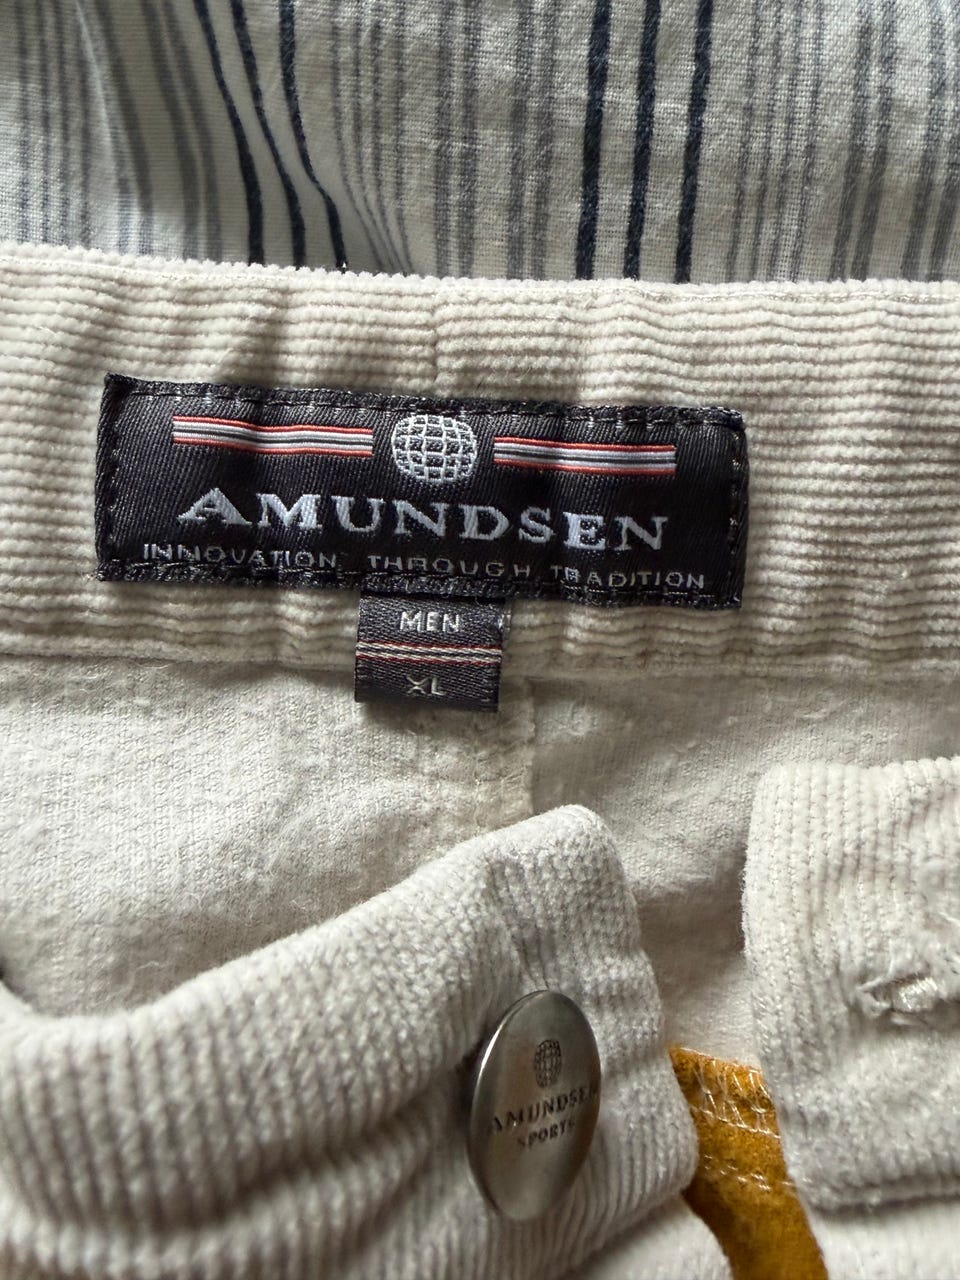 AMUNDSEN
INNOVATION THROUGH TRADITION
MEN
XL
AMUNDSEN
SPORTS